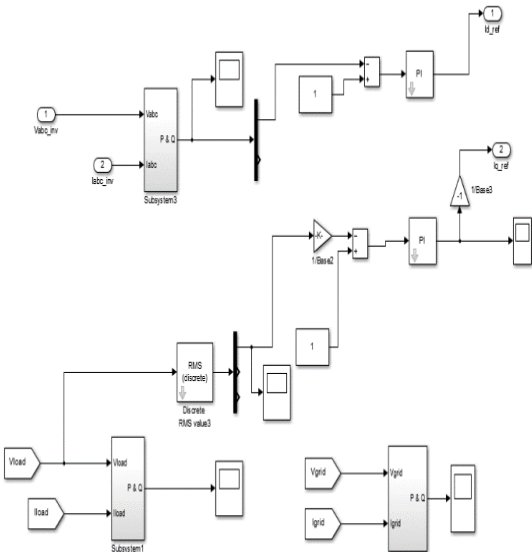 1
Id_ref
1
Vabc_inv
2
Iabc_inv
Vabc
P & Q
Iabc
Subsystem3
−
+
1
PI
2
Iq_ref
-1
1/Base3
-K-
1/Base2
−
+
1
PI
RMS
(discrete)
Discrete
RMS value3
Vload
Iload
Vload
P & Q
Iload
Subsystem1
Vgrid
Igrid
Vgrid
P & Q
Igrid